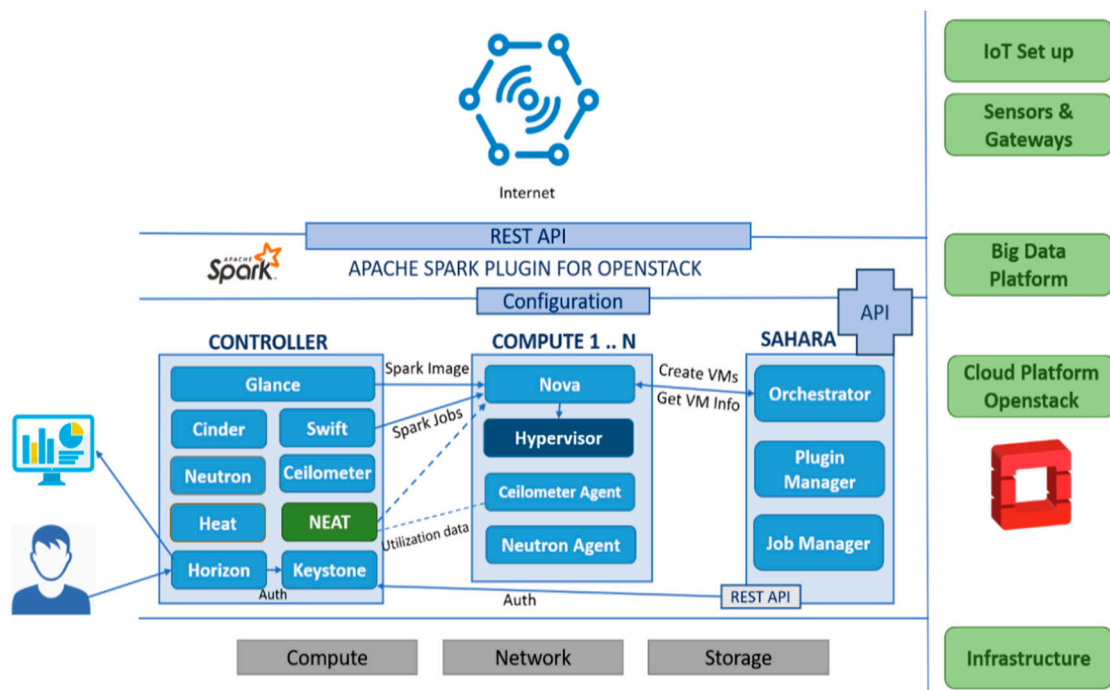 IoT Set up
Sensors &
Gateways
Internet
REST API
APACHE
Spark
APACHE SPARK PLUGIN FOR OPENSTACK
Big Data
Platform
Configuration
API
CONTROLLER
COMPUTE 1 .. N
SAHARA
Glance
Spark Image
Nova
Create VMs
Get VM Info
Orchestrator
Cloud Platform
Openstack
Cinder
Swift
Spark Jobs
Hypervisor
Neutron
Ceilometer
Plugin
Manager
Ceilometer Agent
Heat
NEAT
Utilization data
Neutron Agent
Job Manager
Horizon
Keystone
Auth
Auth
REST API
Compute
Network
Storage
Infrastructure